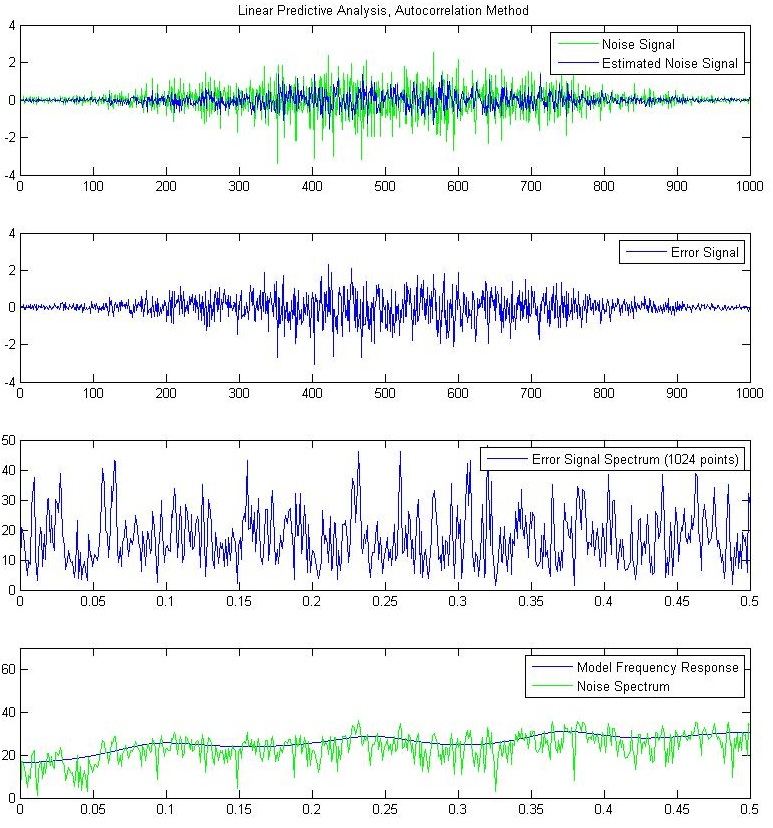 Linear Predictive Analysis, Autocorrelation Method
4
2
0
-2
-4
Noise Signal
Estimated Noise Signal
0 100 200 300 400 500 600 700 800 900 1000
4
2
0
-2
-4
Error Signal
0 100 200 300 400 500 600 700 800 900 1000
50
40
30
20
10
0
Error Signal Spectrum (1024 points)
0 0.05 0.1 0.15 0.2 0.25 0.3 0.35 0.4 0.45 0.5
60
40
20
0
Model Frequency Response
Noise Spectrum
0 0.05 0.1 0.15 0.2 0.25 0.3 0.35 0.4 0.45 0.5